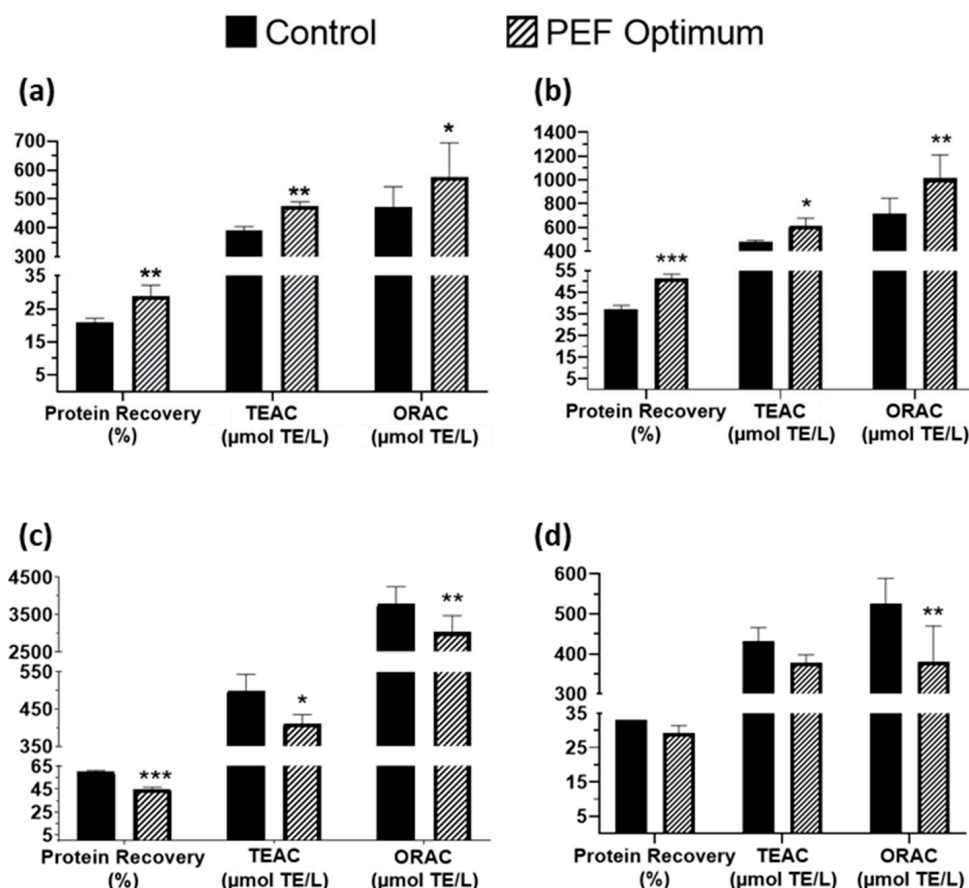 Control PEF Optimum
(a)
700
600
500
400
300
35
25
15
5
**
**
*
Protein Recovery
(%)
TEAC
(µmol TE/L)
ORAC
(µmol TE/L)
(b)
1400
1200
1000
800
600
400
55
45
35
25
15
5
***
*
**
Protein Recovery
(%)
TEAC
(µmol TE/L)
ORAC
(µmol TE/L)
(c)
4500
3500
2500
550
450
350
65
45
25
5
***
*
**
Protein Recovery
(%)
TEAC
(µmol TE/L)
ORAC
(µmol TE/L)
(d)
600
500
400
300
35
25
15
5
**
Protein Recovery
(%)
TEAC
(µmol TE/L)
ORAC
(µmol TE/L)